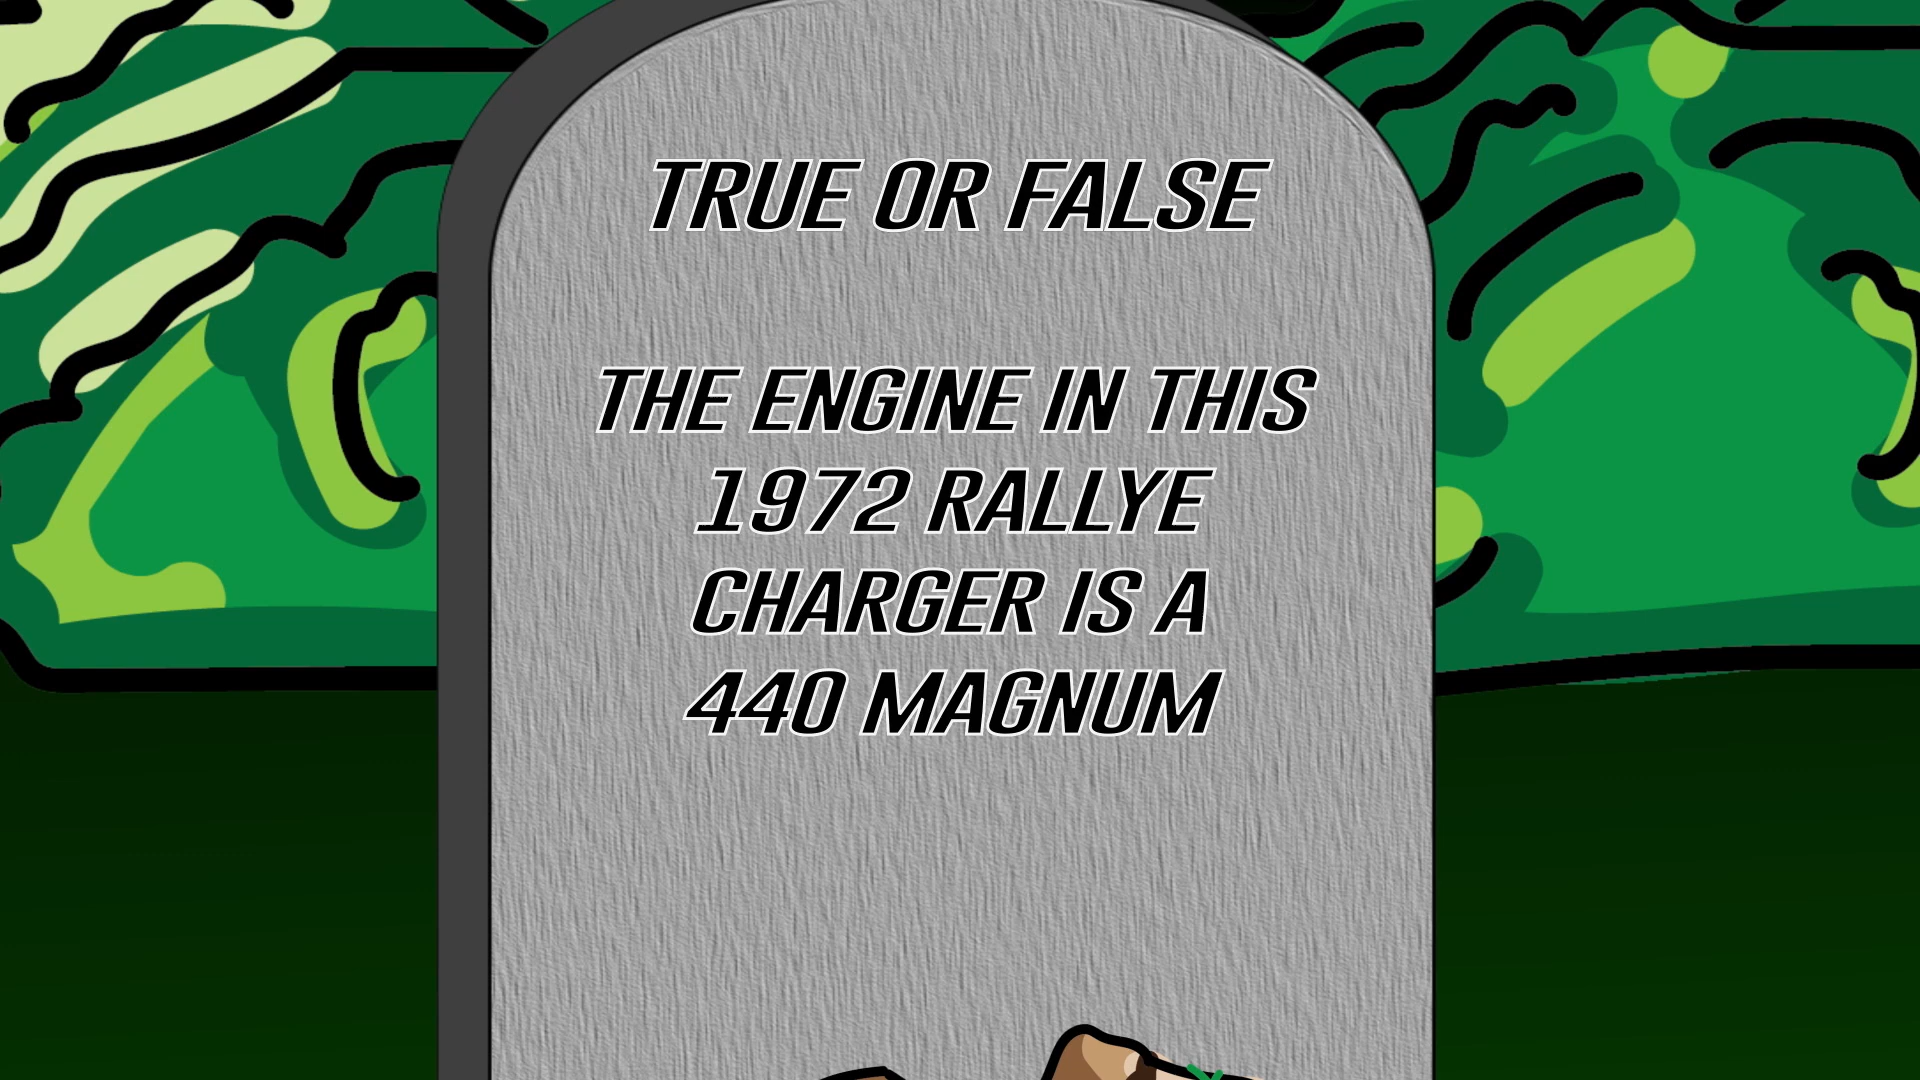 TRUE OR FALSE
THE ENGINE IN THIS
1972 RALLYE
CHARGER IS A
440 MAGNUM